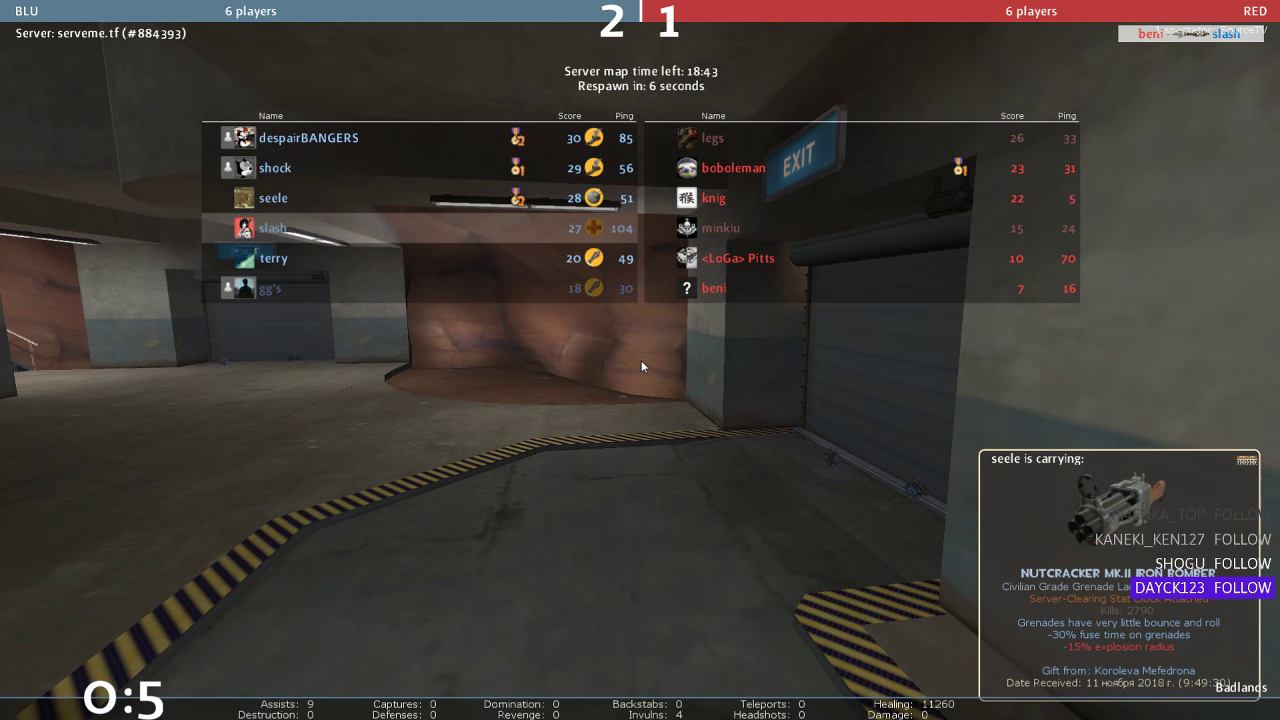 BLU 6 players 2 1 6 players RED
Server: serveme.tf (#884393)
beni slash
Server map time left: 18:43
Respawn in: 6 seconds
Name Score Ping Name Score Ping
despairBANGERS 2 30 85 legs 26 33
shock 1 29 56 boboleman 1 23 31
seele 2 28 51 knig 22 5
slash 27 104 minkiu 15 24
terry 20 49 <LoGa> Pitts 10 70
gg's 18 30 ? beni 7 16
EXIT
seele is carrying:
FOLLOW
KANEKI_KEN127 FOLLOW
SHOGU FOLLOW
NUTCRACKER MK.II IRON BOMBER
DAYCK123 FOLLOW
Civilian Grade Grenade
Server-Clearing
Kills: 2790
Grenades have very little bounce and roll
-30% fuse time on grenades
-15% explosion radius
Gift from: Koroleva Mefedrona
Date Received: 11 ноября 2018 г. (9:49:30)
Badlands
0:5
Assists: 9 Captures: 0 Domination: 0 Backstabs: 0 Teleports: 0 Healing: 11260
Destruction: 0 Defenses: 0 Revenge: 0 Invulns: 4 Headshots: 0 Damage: 0